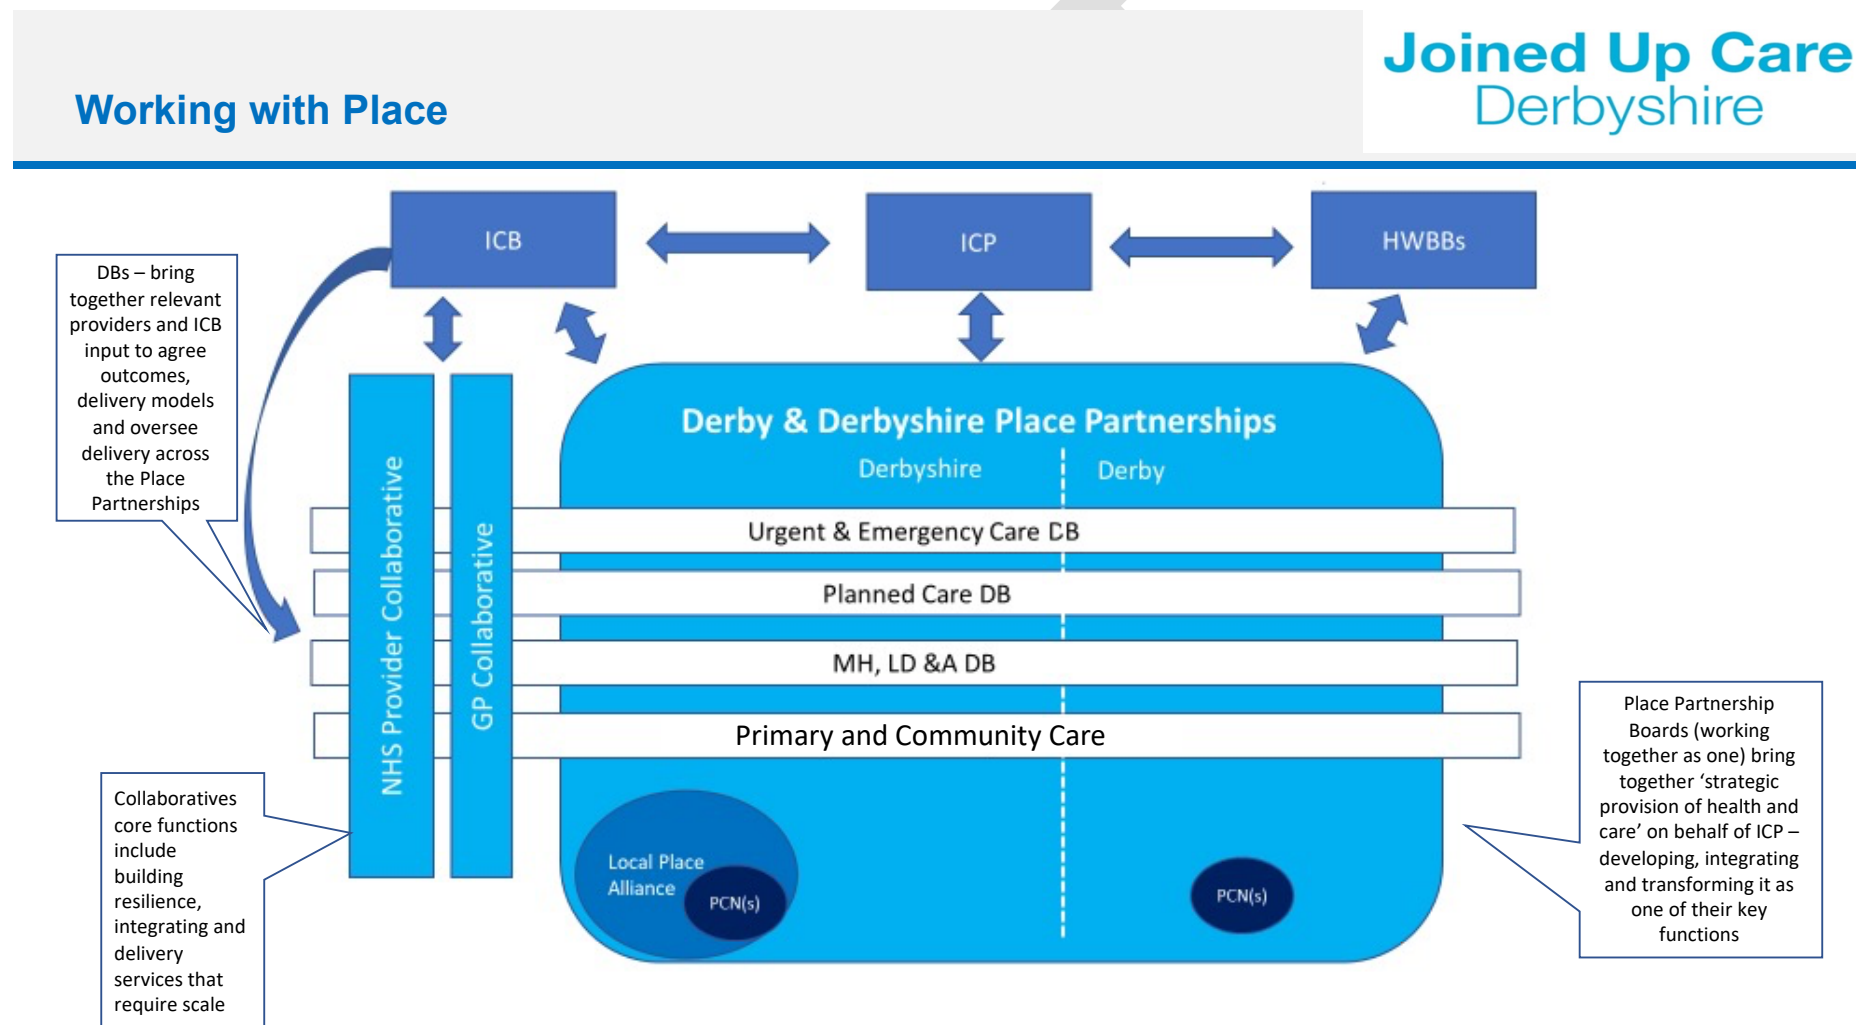 Working with Place
Joined Up Care
Derbyshire
ICB
ICP
HWBBs
DBs – bring
together relevant
providers and ICB
input to agree
outcomes,
delivery models
and oversee
delivery across
the Place
Partnerships
NHS Provider Collaborative
GP Collaborative
Derby & Derbyshire Place Partnerships
Derbyshire
Derby
Urgent & Emergency Care DB
Planned Care DB
MH, LD &A DB
Primary and Community Care
Local Place
Alliance
PCN(s)
PCN(s)
Collaboratives
core functions
include
building
resilience,
integrating and
delivery
services that
require scale
Place Partnership
Boards (working
together as one) bring
together ‘strategic
provision of health and
care’ on behalf of ICP –
developing, integrating
and transforming it as
one of their key
functions